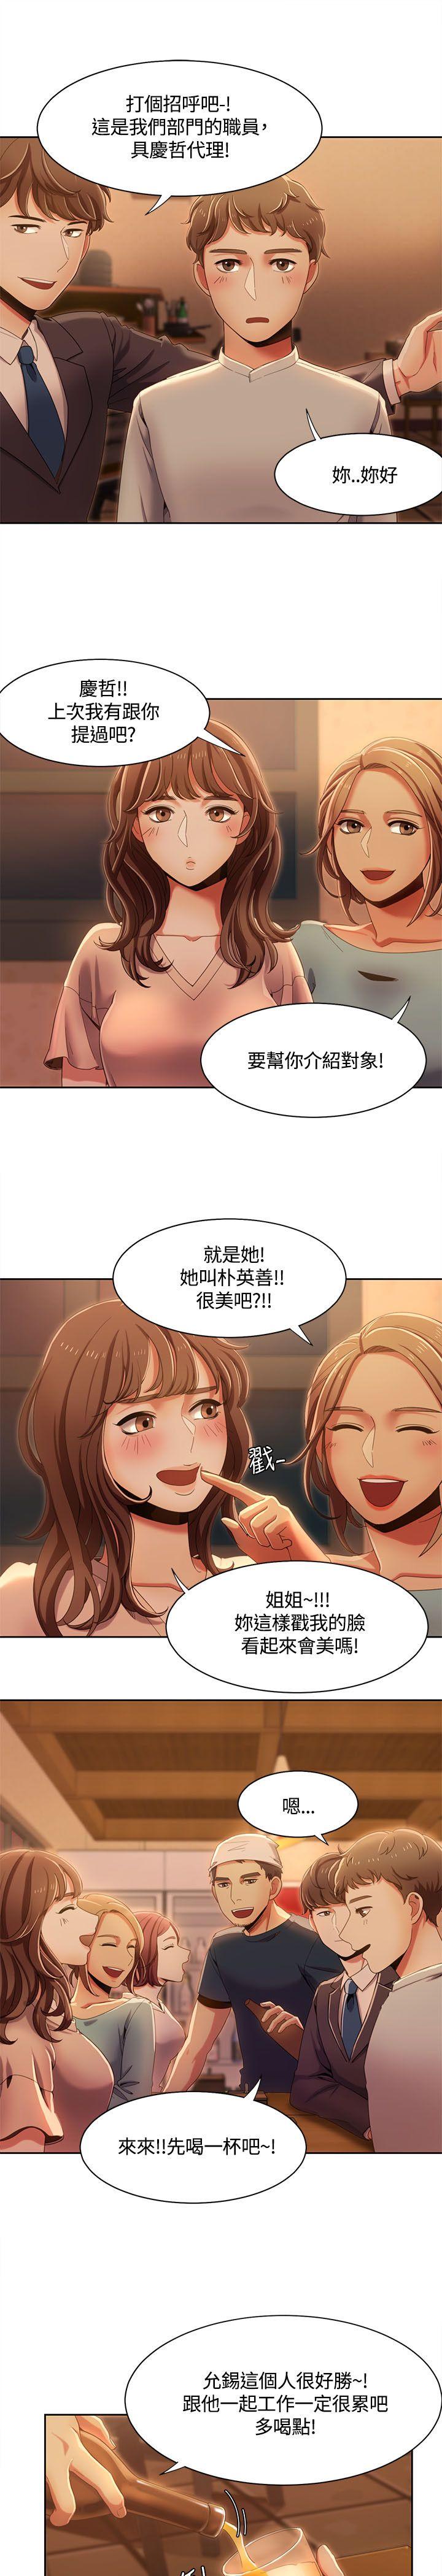 打個招呼吧-!
這是我們部門的職員,
具慶哲代理!
妳..妳好
慶哲!!
上次我有跟你
提過吧?
要幫你介紹對象!
就是她!
她叫朴英善!!
很美吧?!!
戳-
姐姐~!!!
妳這樣戳我的臉
看起來會美嗎!
嗯...
來來!!先喝一杯吧~!
允錫這個人很好勝~!
跟他一起工作一定很累吧
多喝點!